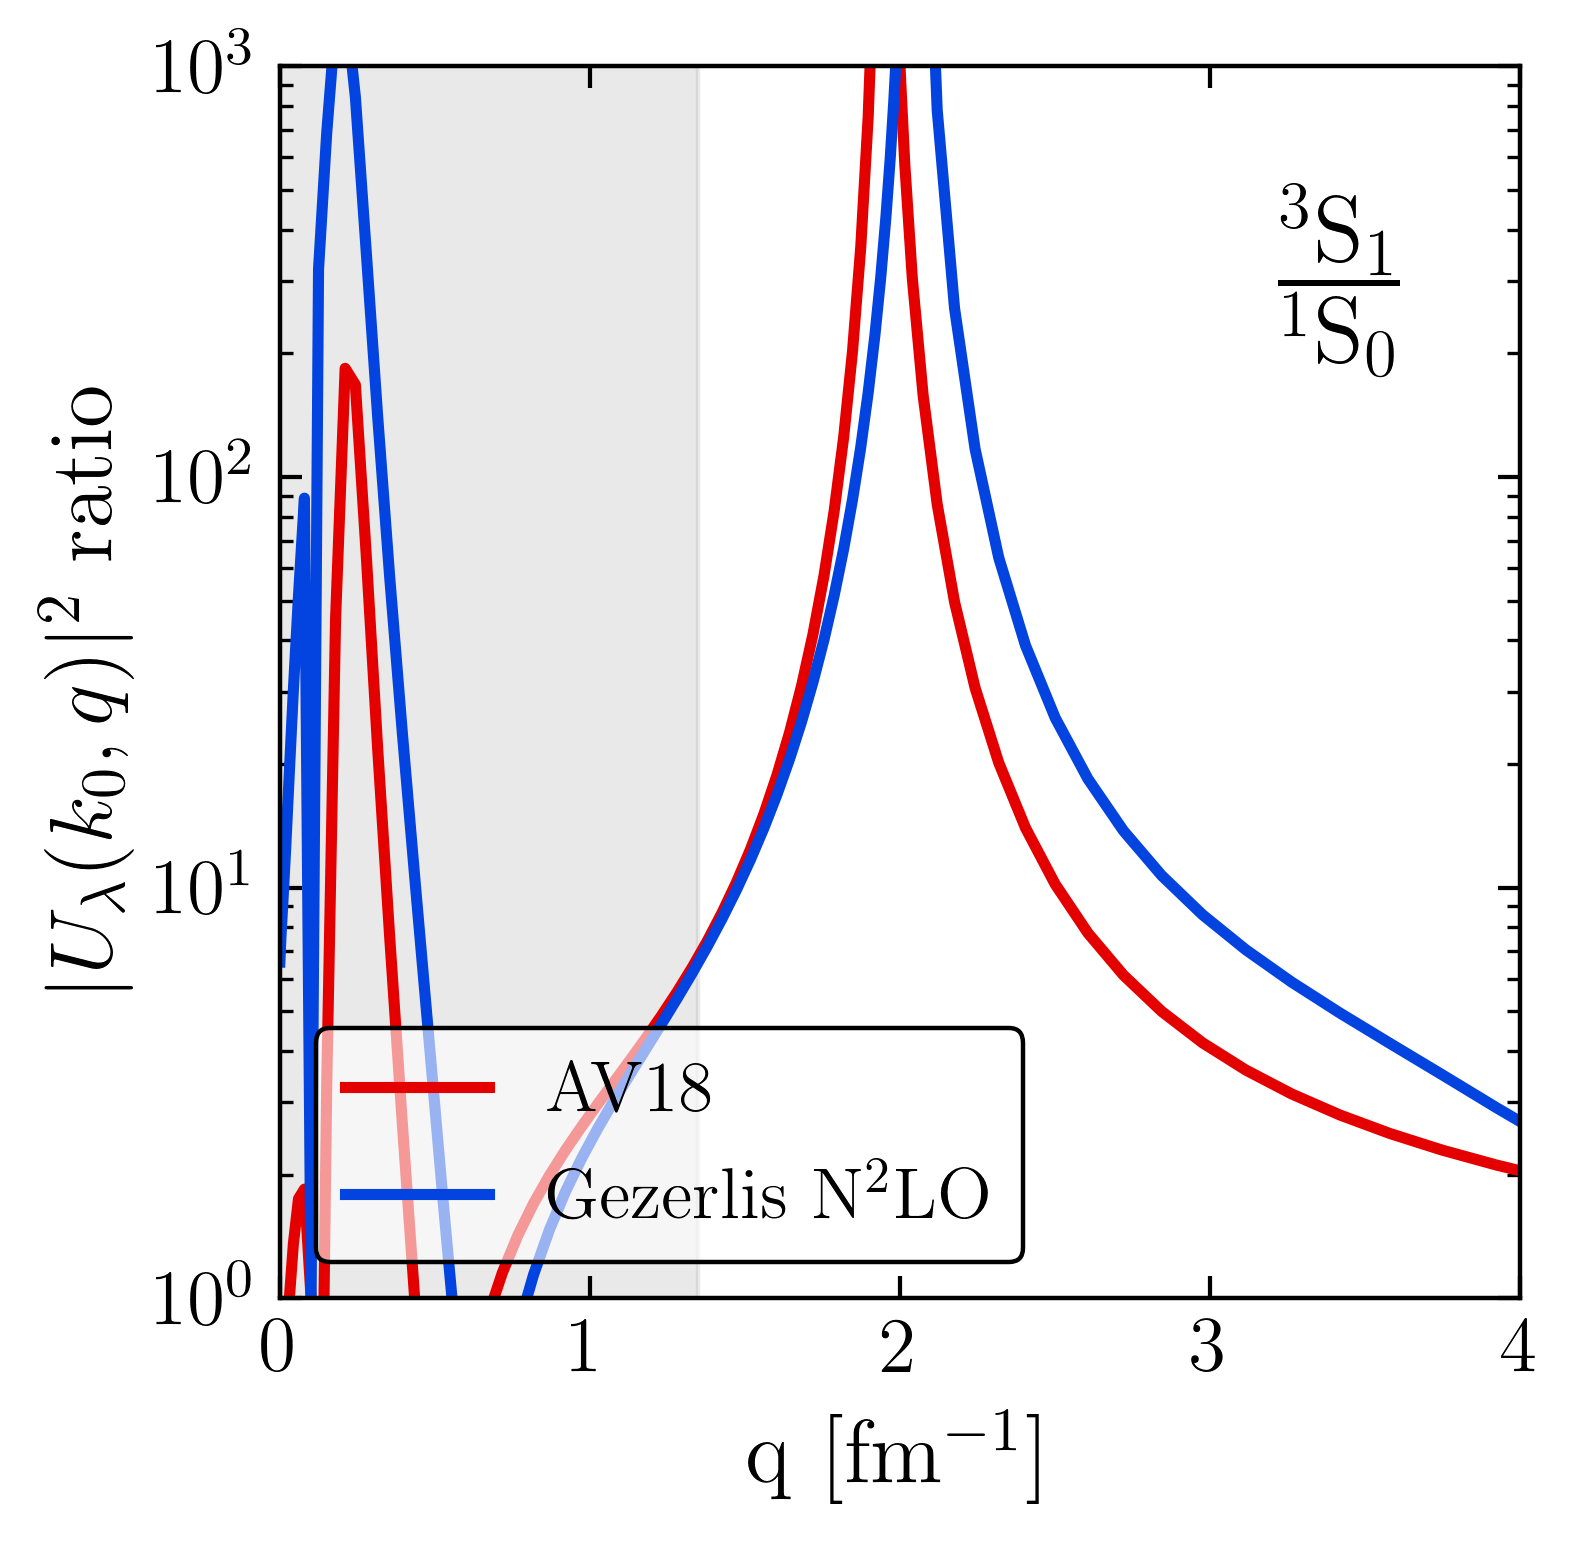 10³
10²
10¹
10⁰
|U_λ(k₀, q)|² ratio
³S₁
¹S₀
AV18
Gezerlis N²LO
0 1 2 3 4
q [fm⁻¹]